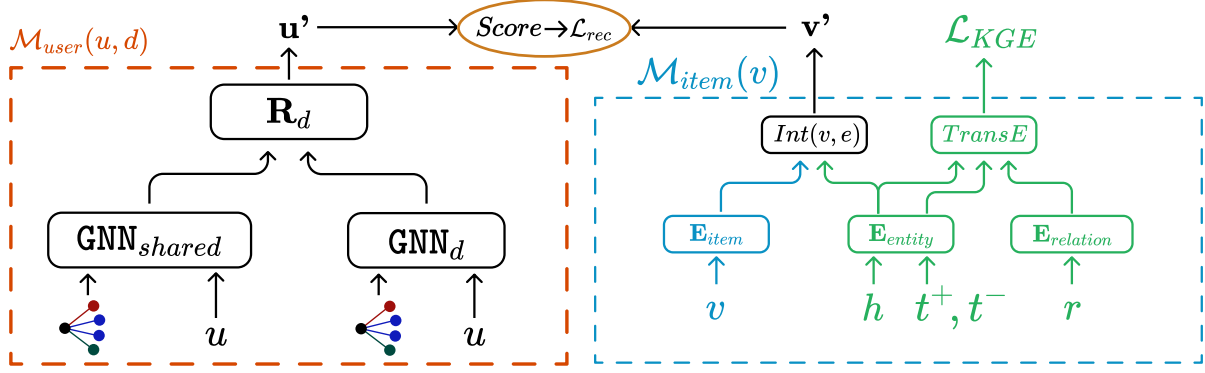 u’
Score→ℒ_rec
v’
ℒ_KGE
ℳ_user(u, d)
ℳ_item(v)
R_d
Int(v, e)
TransE
GNN_shared
GNN_d
E_item
E_entity
E_relation
u
u
v
h
t⁺, t⁻
r